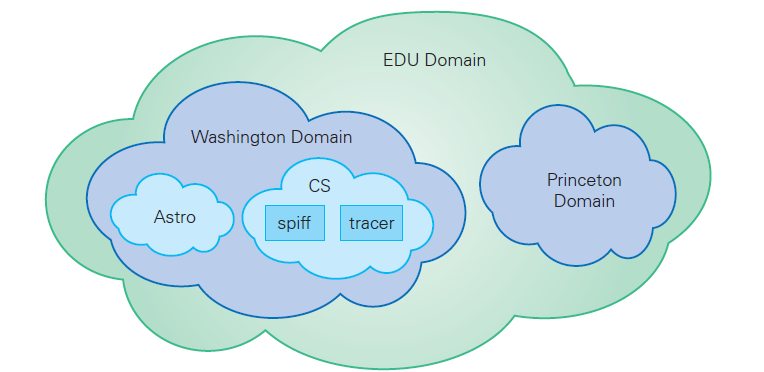 EDU Domain
Washington Domain
CS
Astro
spiff
tracer
Princeton
Domain